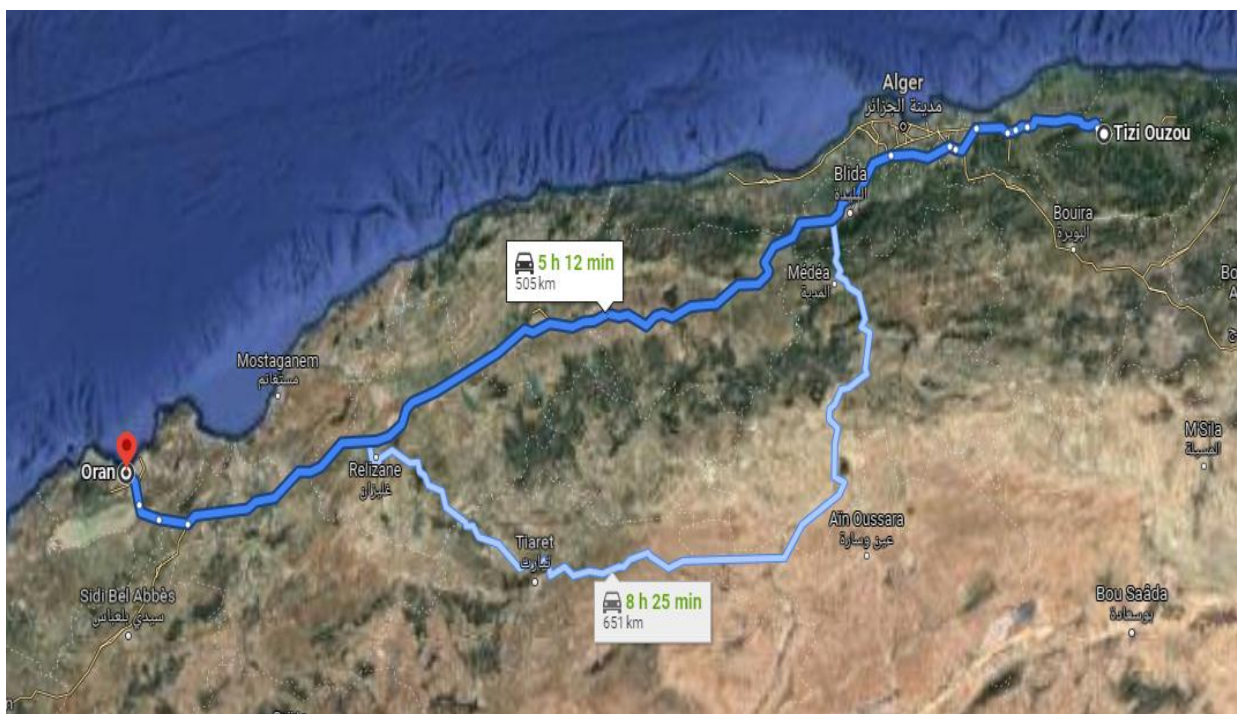 Alger
مدينة الجزائر
Tizi Ouzou
Blida
البليدة
Bouira
البويرة
5 h 12 min
505 km
Médéa
المدية
Bo
A
Mostaganem
مستغانم
M'Sila
المسيلة
Oran
Relizane
غليزان
Aïn Oussara
عين وسارة
Tiaret
تيارت
8 h 25 min
651 km
Sidi Bel Abbès
سيدي بلعباس
Bou Saâda
بوسعادة